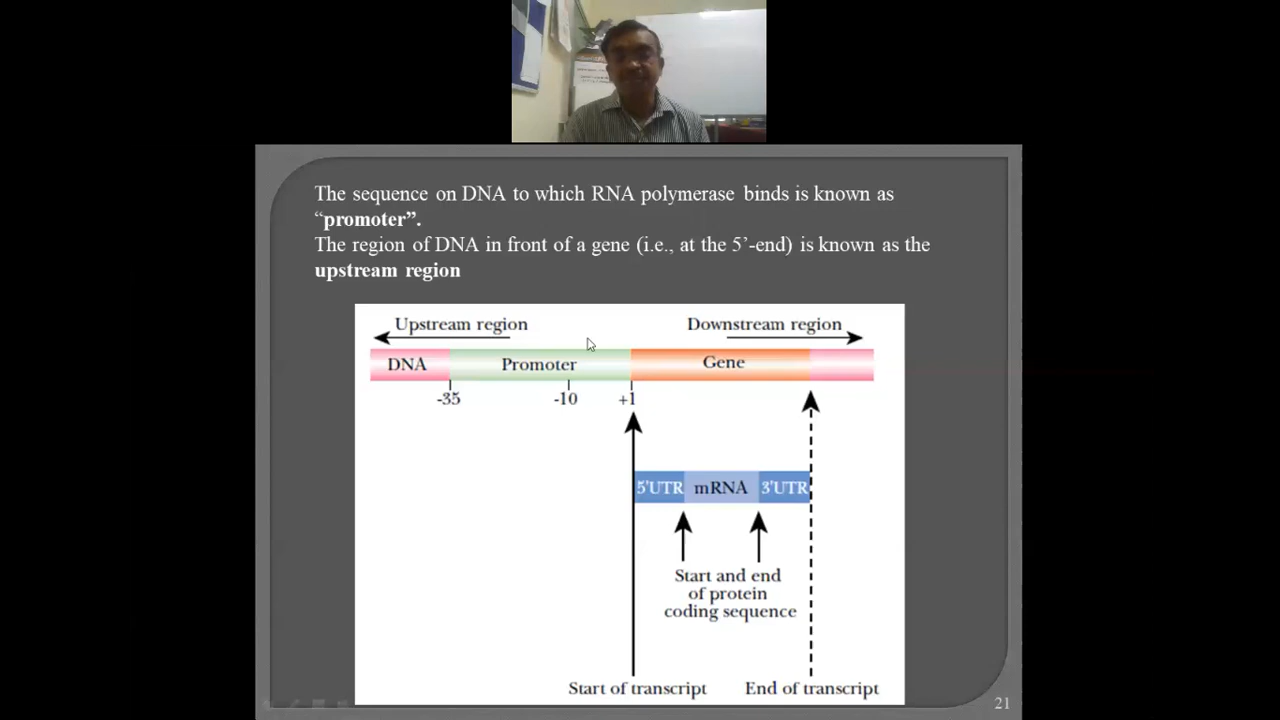 The sequence on DNA to which RNA polymerase binds is known as
“promoter”.
The region of DNA in front of a gene (i.e., at the 5’-end) is known as the
upstream region
Upstream region
Downstream region
DNA
Promoter
Gene
-35
-10
+1
5'UTR
mRNA
3'UTR
Start and end
of protein
coding sequence
Start of transcript
End of transcript
21